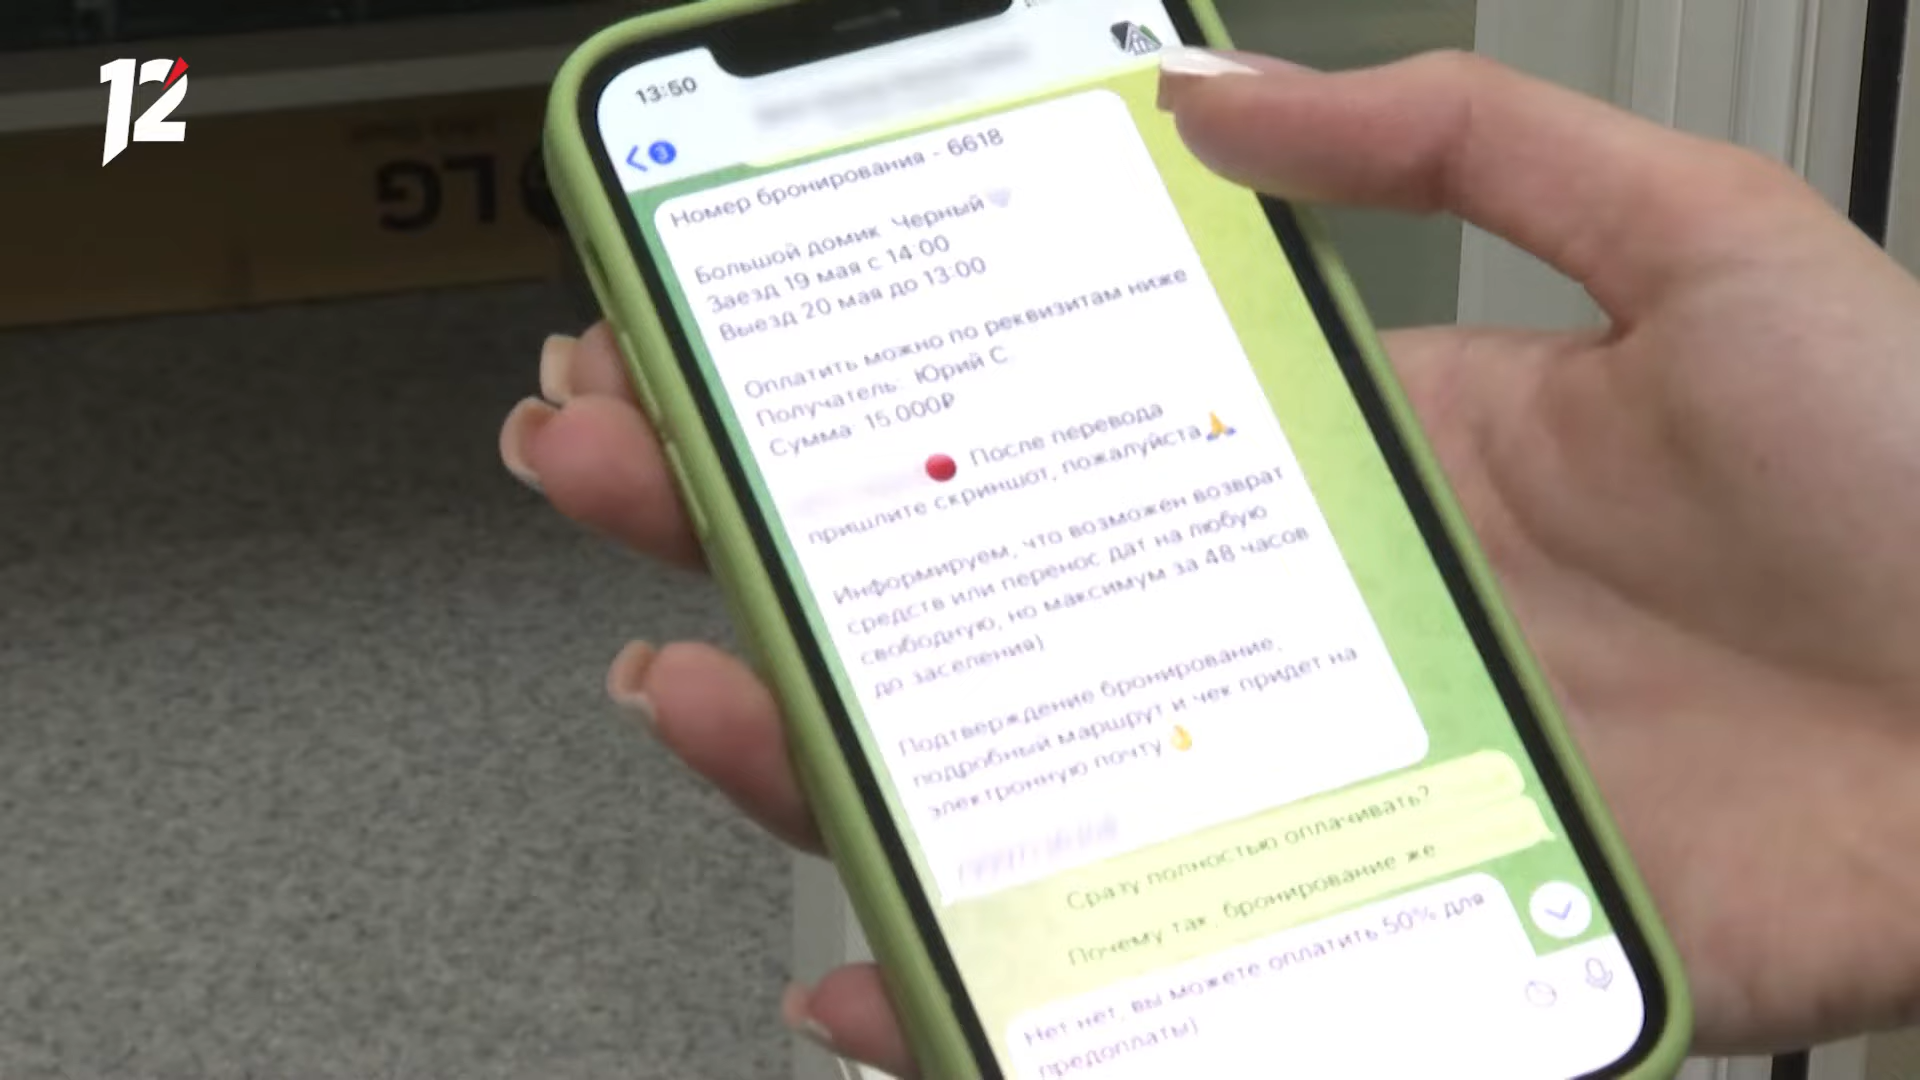 12
LG
13:50
3
Номер бронирования - 6618
Большой домик Черный🤍
Заезд 19 мая с 14:00
Выезд 20 мая до 13:00
Оплатить можно по реквизитам ниже
Получатель: Юрий С.
Сумма: 15.000₽
🔴 После перевода
пришлите скриншот, пожалуйста🙏
Информируем, что возможен возврат
средств или перенос дат на любую
свободную, но максимум за 48 часов
до заселения)
Подтверждение бронирование,
подробный маршрут и чек придет на
электронную почту👌
Сразу полностью оплачивать?
Почему так, бронирование же
Нет нет, вы можете оплатить 50% для
предоплаты)